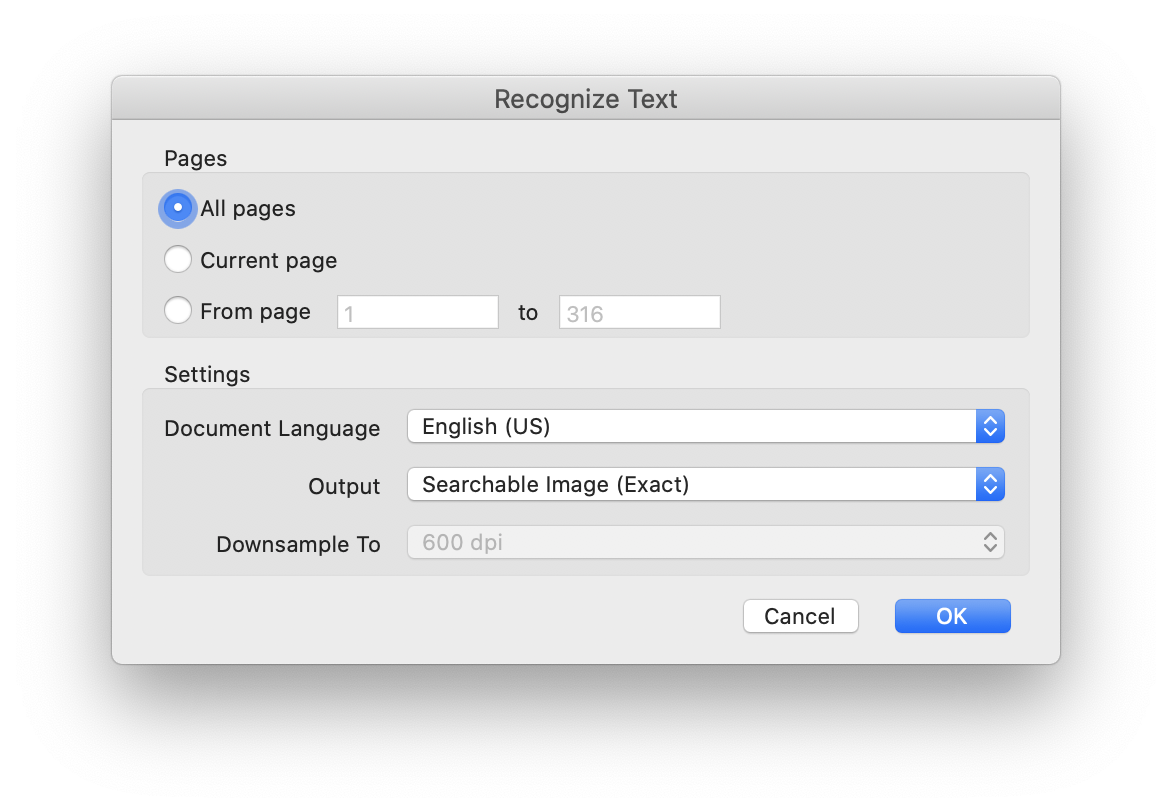 Recognize Text
Pages
All pages
Current page
From page 1 to 316
Settings
Document Language English (US)
Output Searchable Image (Exact)
Downsample To 600 dpi
Cancel OK